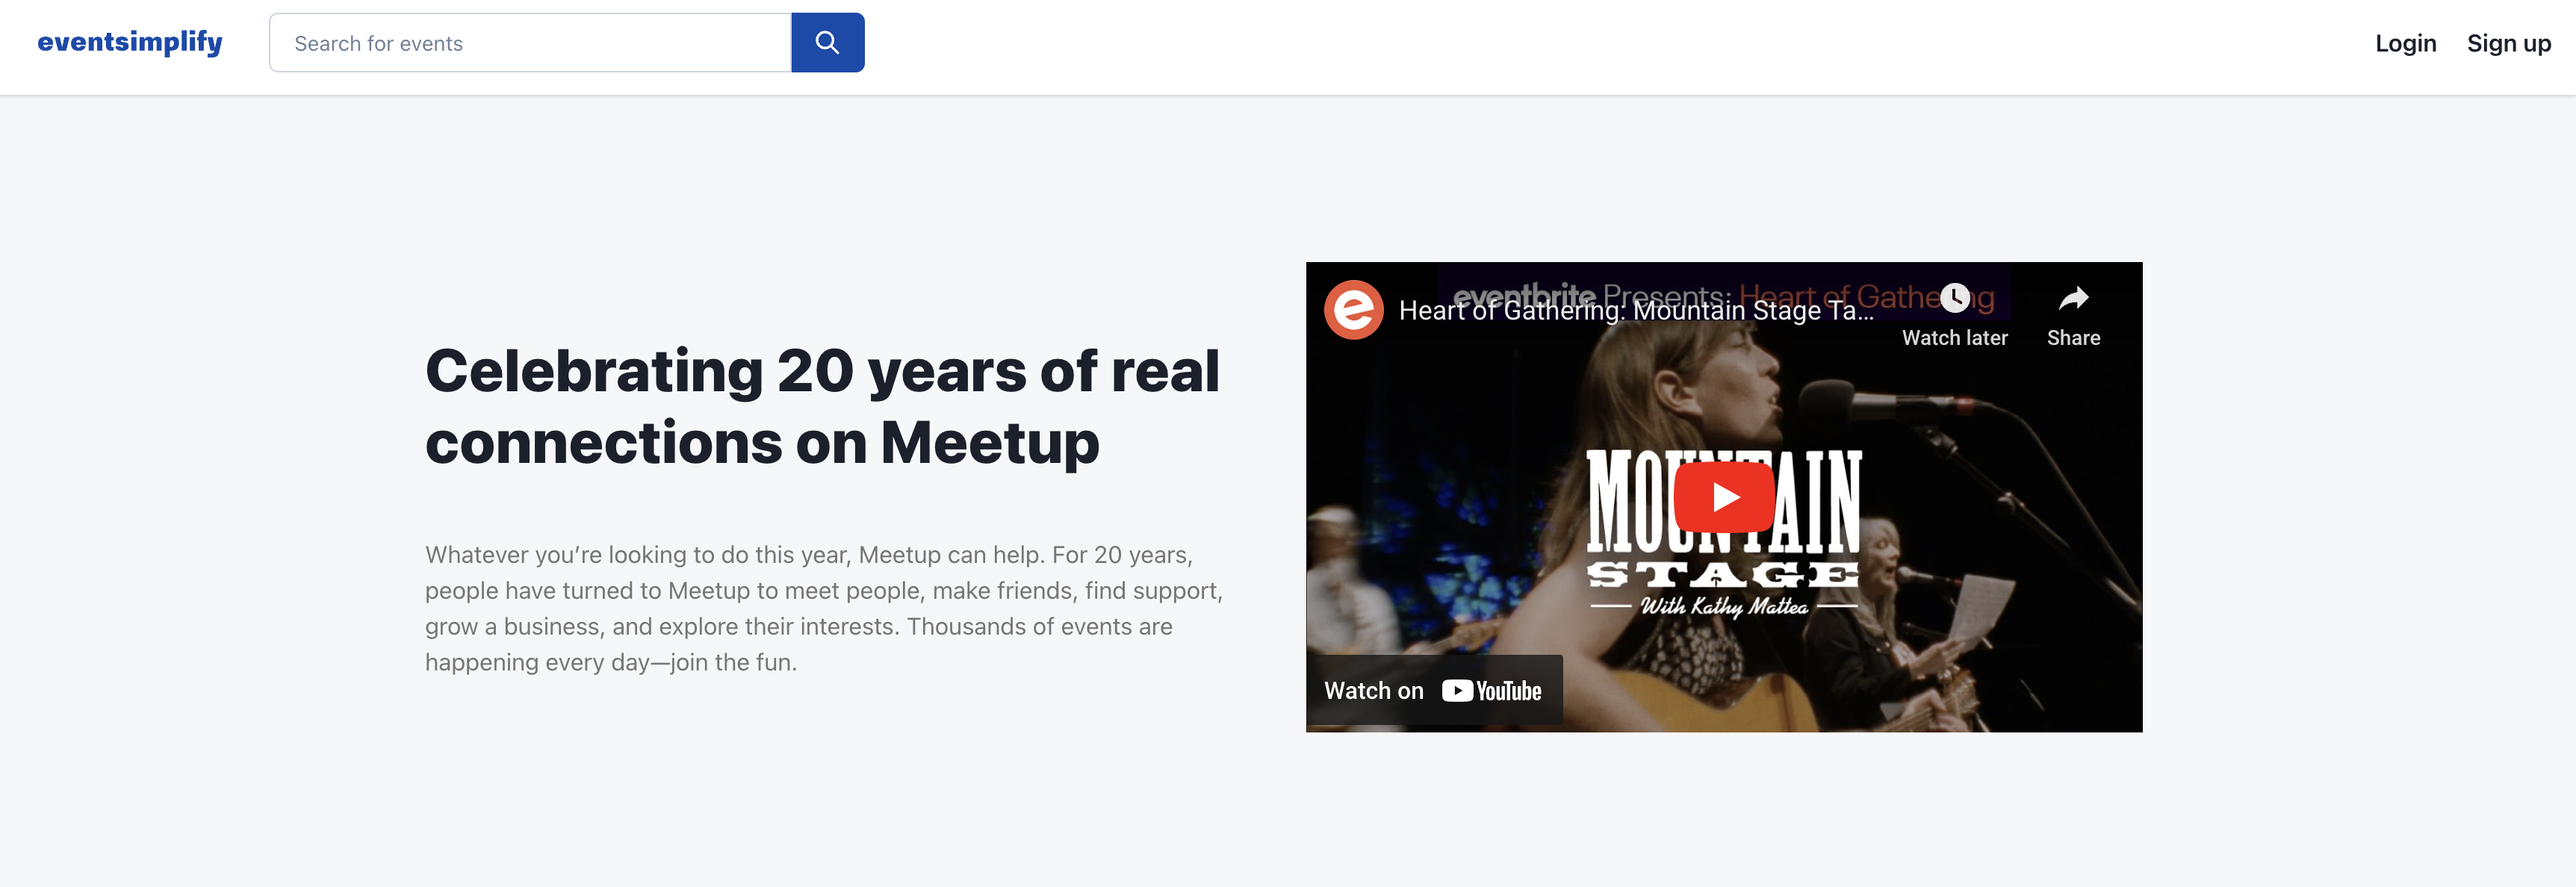 eventsimplify
Search for events
Login
Sign up
Celebrating 20 years of real
connections on Meetup
Whatever you’re looking to do this year, Meetup can help. For 20 years,
people have turned to Meetup to meet people, make friends, find support,
grow a business, and explore their interests. Thousands of events are
happening every day—join the fun.
eventbrite Presents: Heart of Gathering
Heart of Gathering: Mountain Stage Ta...
Watch later
Share
MOUNTAIN
STAGE
With Kathy Mattea
Watch on YouTube